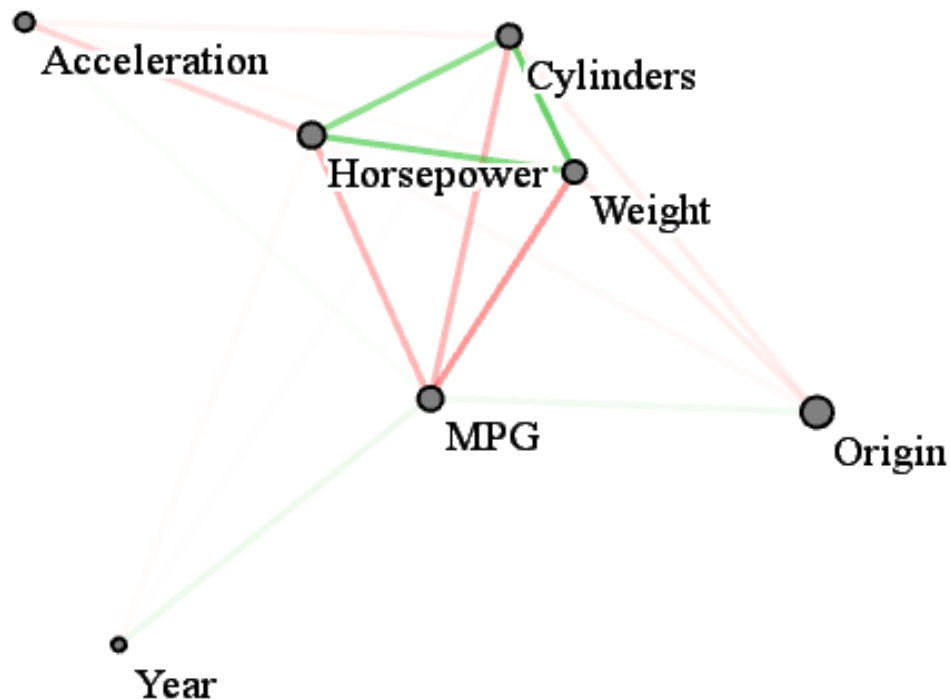 Acceleration
Cylinders
Horsepower
Weight
MPG
Origin
Year